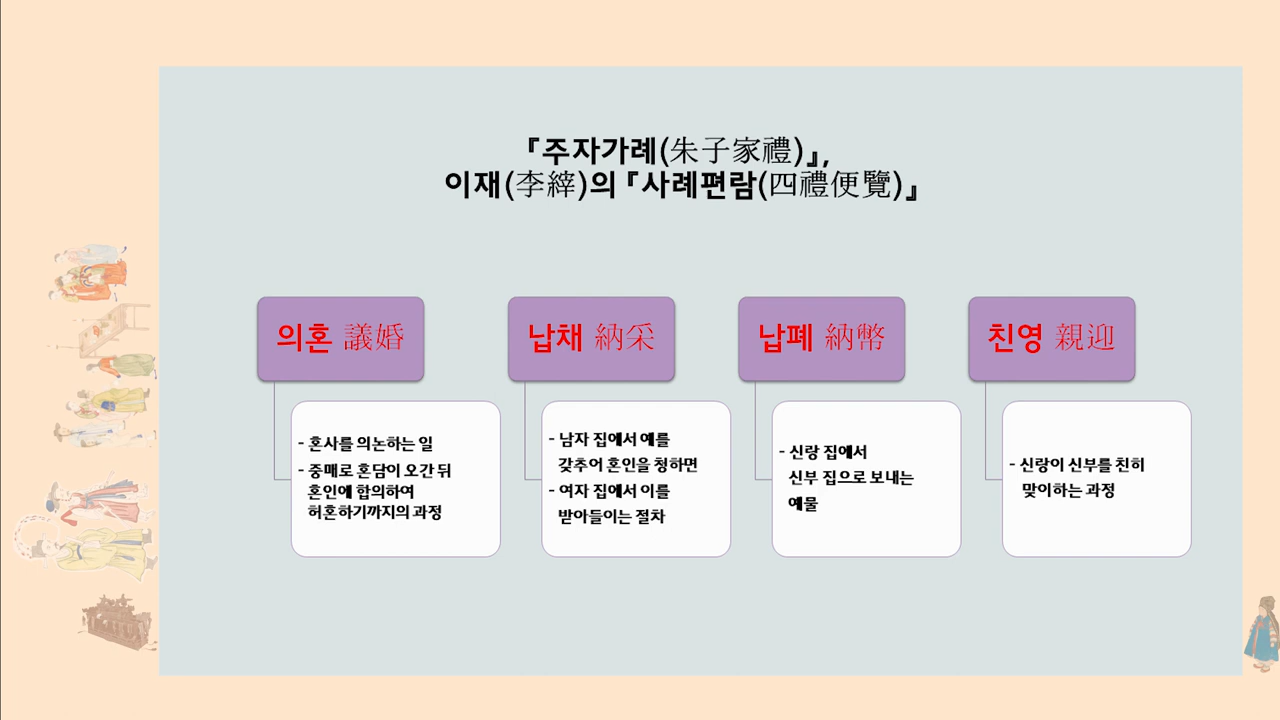 『주자가례(朱子家禮)』,
이재(李縡)의 『사례편람(四禮便覽)』
의혼 議婚
- 혼사를 의논하는 일
- 중매로 혼담이 오간 뒤
혼인에 합의하여
허혼하기까지의 과정
납채 納采
- 남자 집에서 예를
갖추어 혼인을 청하면
- 여자 집에서 이를
받아들이는 절차
납폐 納幣
- 신랑 집에서
신부 집으로 보내는
예물
친영 親迎
- 신랑이 신부를 친히
맞이하는 과정